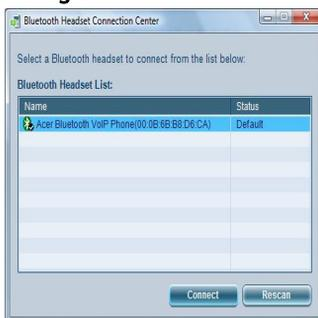 Bluetooth Headset Connection Center
Select a Bluetooth headset to connect from the list below:
Bluetooth Headset List:
Name Status
Acer Bluetooth VoIP Phone(00:0B:6B:B8:D6:CA) Default
Connect Rescan